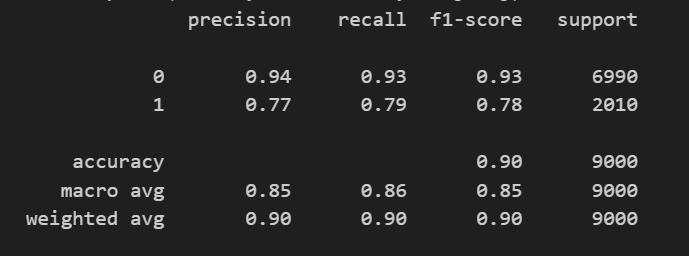 precision recall f1-score support
0 0.94 0.93 0.93 6990
1 0.77 0.79 0.78 2010
accuracy 0.90 9000
macro avg 0.85 0.86 0.85 9000
weighted avg 0.90 0.90 0.90 9000